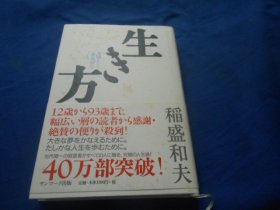 生き方
稲盛和夫
12歳から93歳まで、
幅広い層の読者から感謝・
絶賛の便りが殺到!
大きな夢をかなえるために。
たしかな人生を歩むために。
40万部突破!
サンマーク出版